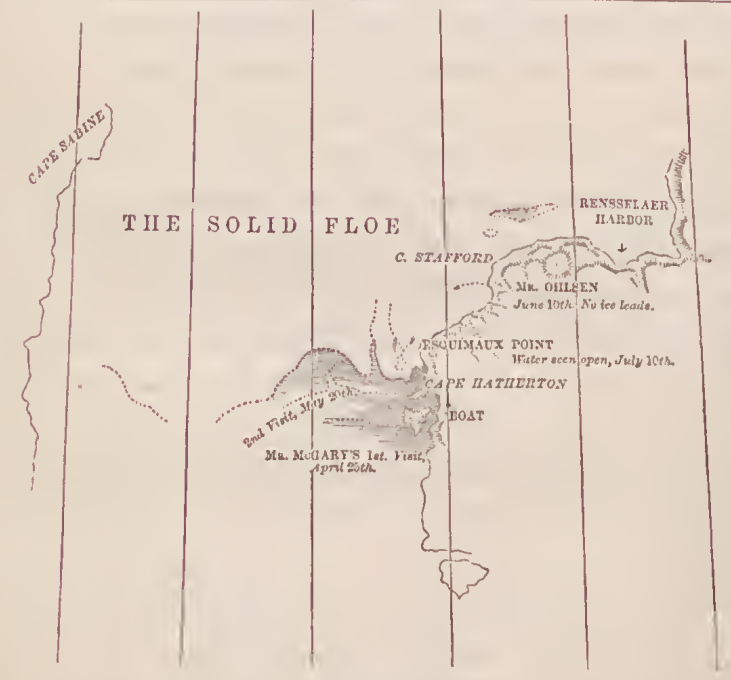 CAPE SABINE
THE SOLID FLOE
RENSSELAER
HARBOR
C. STAFFORD
MR. OHLSEN
June 10th No ice leads.
ESQUIMAUX POINT
Water seen open, July 10th.
CAPE HATHERTON
2nd Visit, May 20th.
BOAT
MR. McGARY'S 1st. Visit,
April 25th.